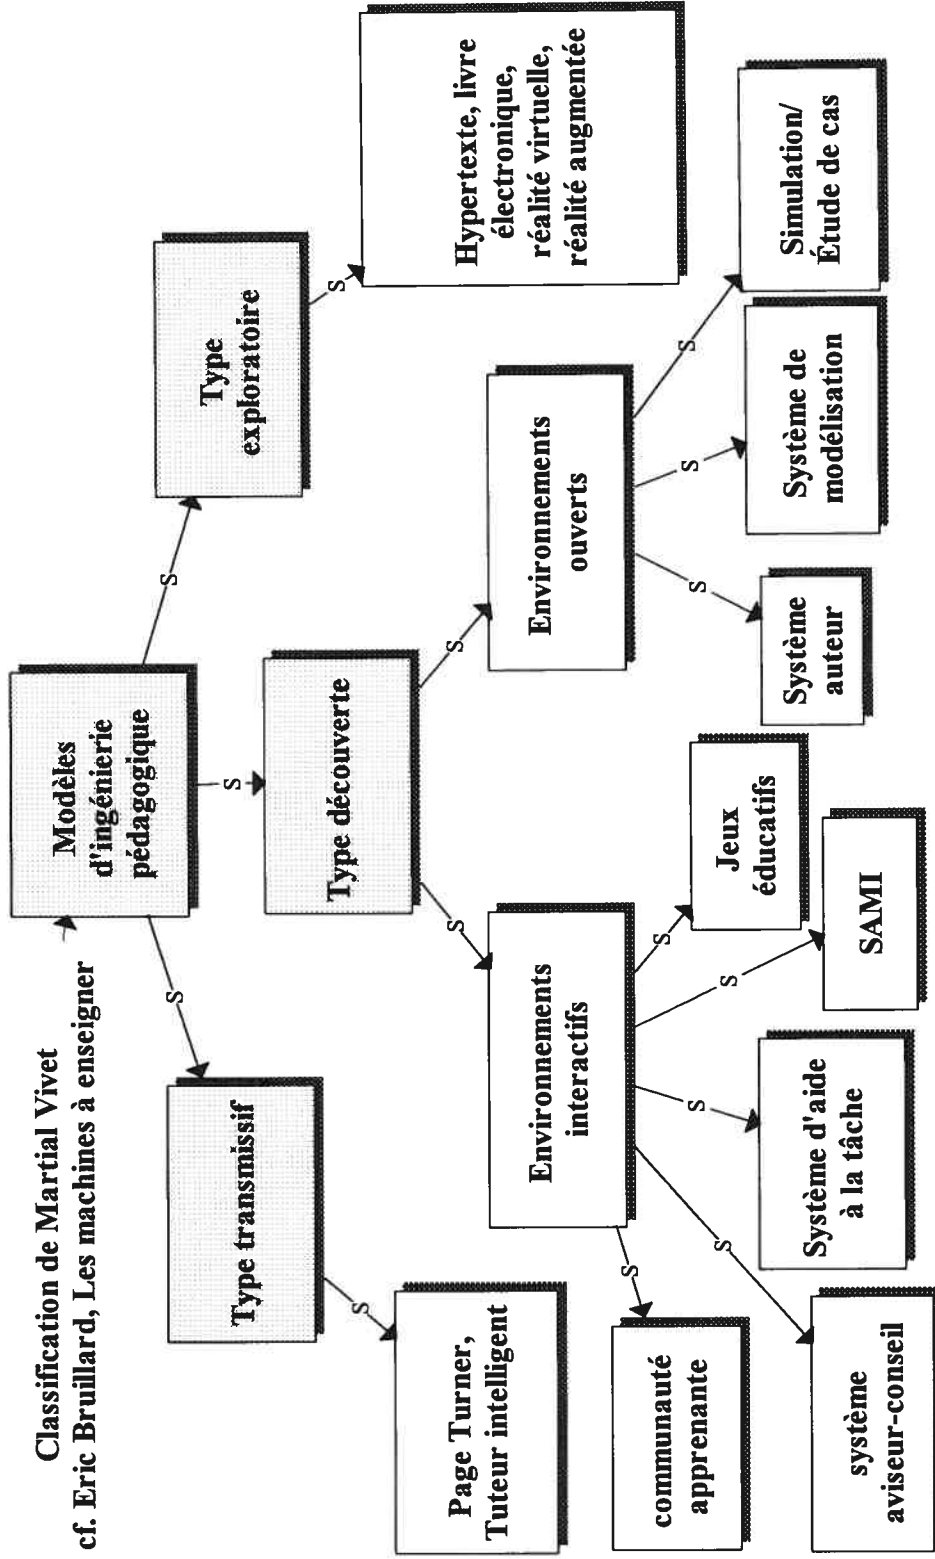 Classification de Martial Vivet
cf. Eric Bruillard, Les machines à enseigner
Modèles
d'ingénierie
pédagogique
S
S
S
Type transmissif
Type découverte
Type
exploratoire
S
S
S
S
Page Turner,
Tuteur intelligent
Environnements
interactifs
Environnements
ouverts
Hypertexte, livre
électronique,
réalité virtuelle,
réalité augmentée
S
S
S
S
S
S
S
S
communauté
apprenante
système
aviseur-conseil
Système d'aide
à la tâche
SAMI
Jeux
éducatifs
Système
auteur
Système de
modélisation
Simulation/
Étude de cas